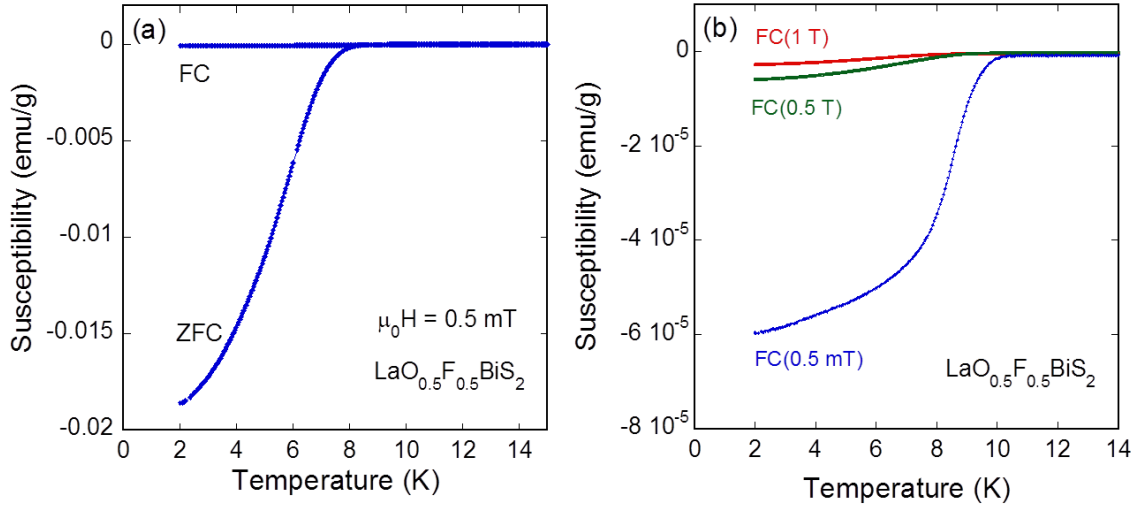 (a)
0
-0.005
-0.01
-0.015
-0.02
Susceptibility (emu/g)
FC
ZFC
μ₀H = 0.5 mT
LaO₀.₅F₀.₅BiS₂
0 2 4 6 8 10 12 14
Temperature (K)
(b)
0
-2 10⁻⁵
-4 10⁻⁵
-6 10⁻⁵
-8 10⁻⁵
Susceptibility (emu/g)
FC(1 T)
FC(0.5 T)
FC(0.5 mT)
LaO₀.₅F₀.₅BiS₂
0 2 4 6 8 10 12 14
Temperature (K)